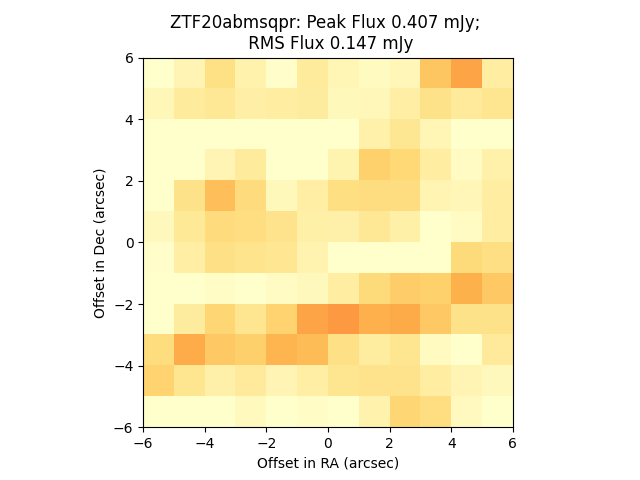 ZTF20abmsqpr: Peak Flux 0.407 mJy;
RMS Flux 0.147 mJy
6
4
2
0
−2
−4
−6
Offset in Dec (arcsec)
−6 −4 −2 0 2 4 6
Offset in RA (arcsec)